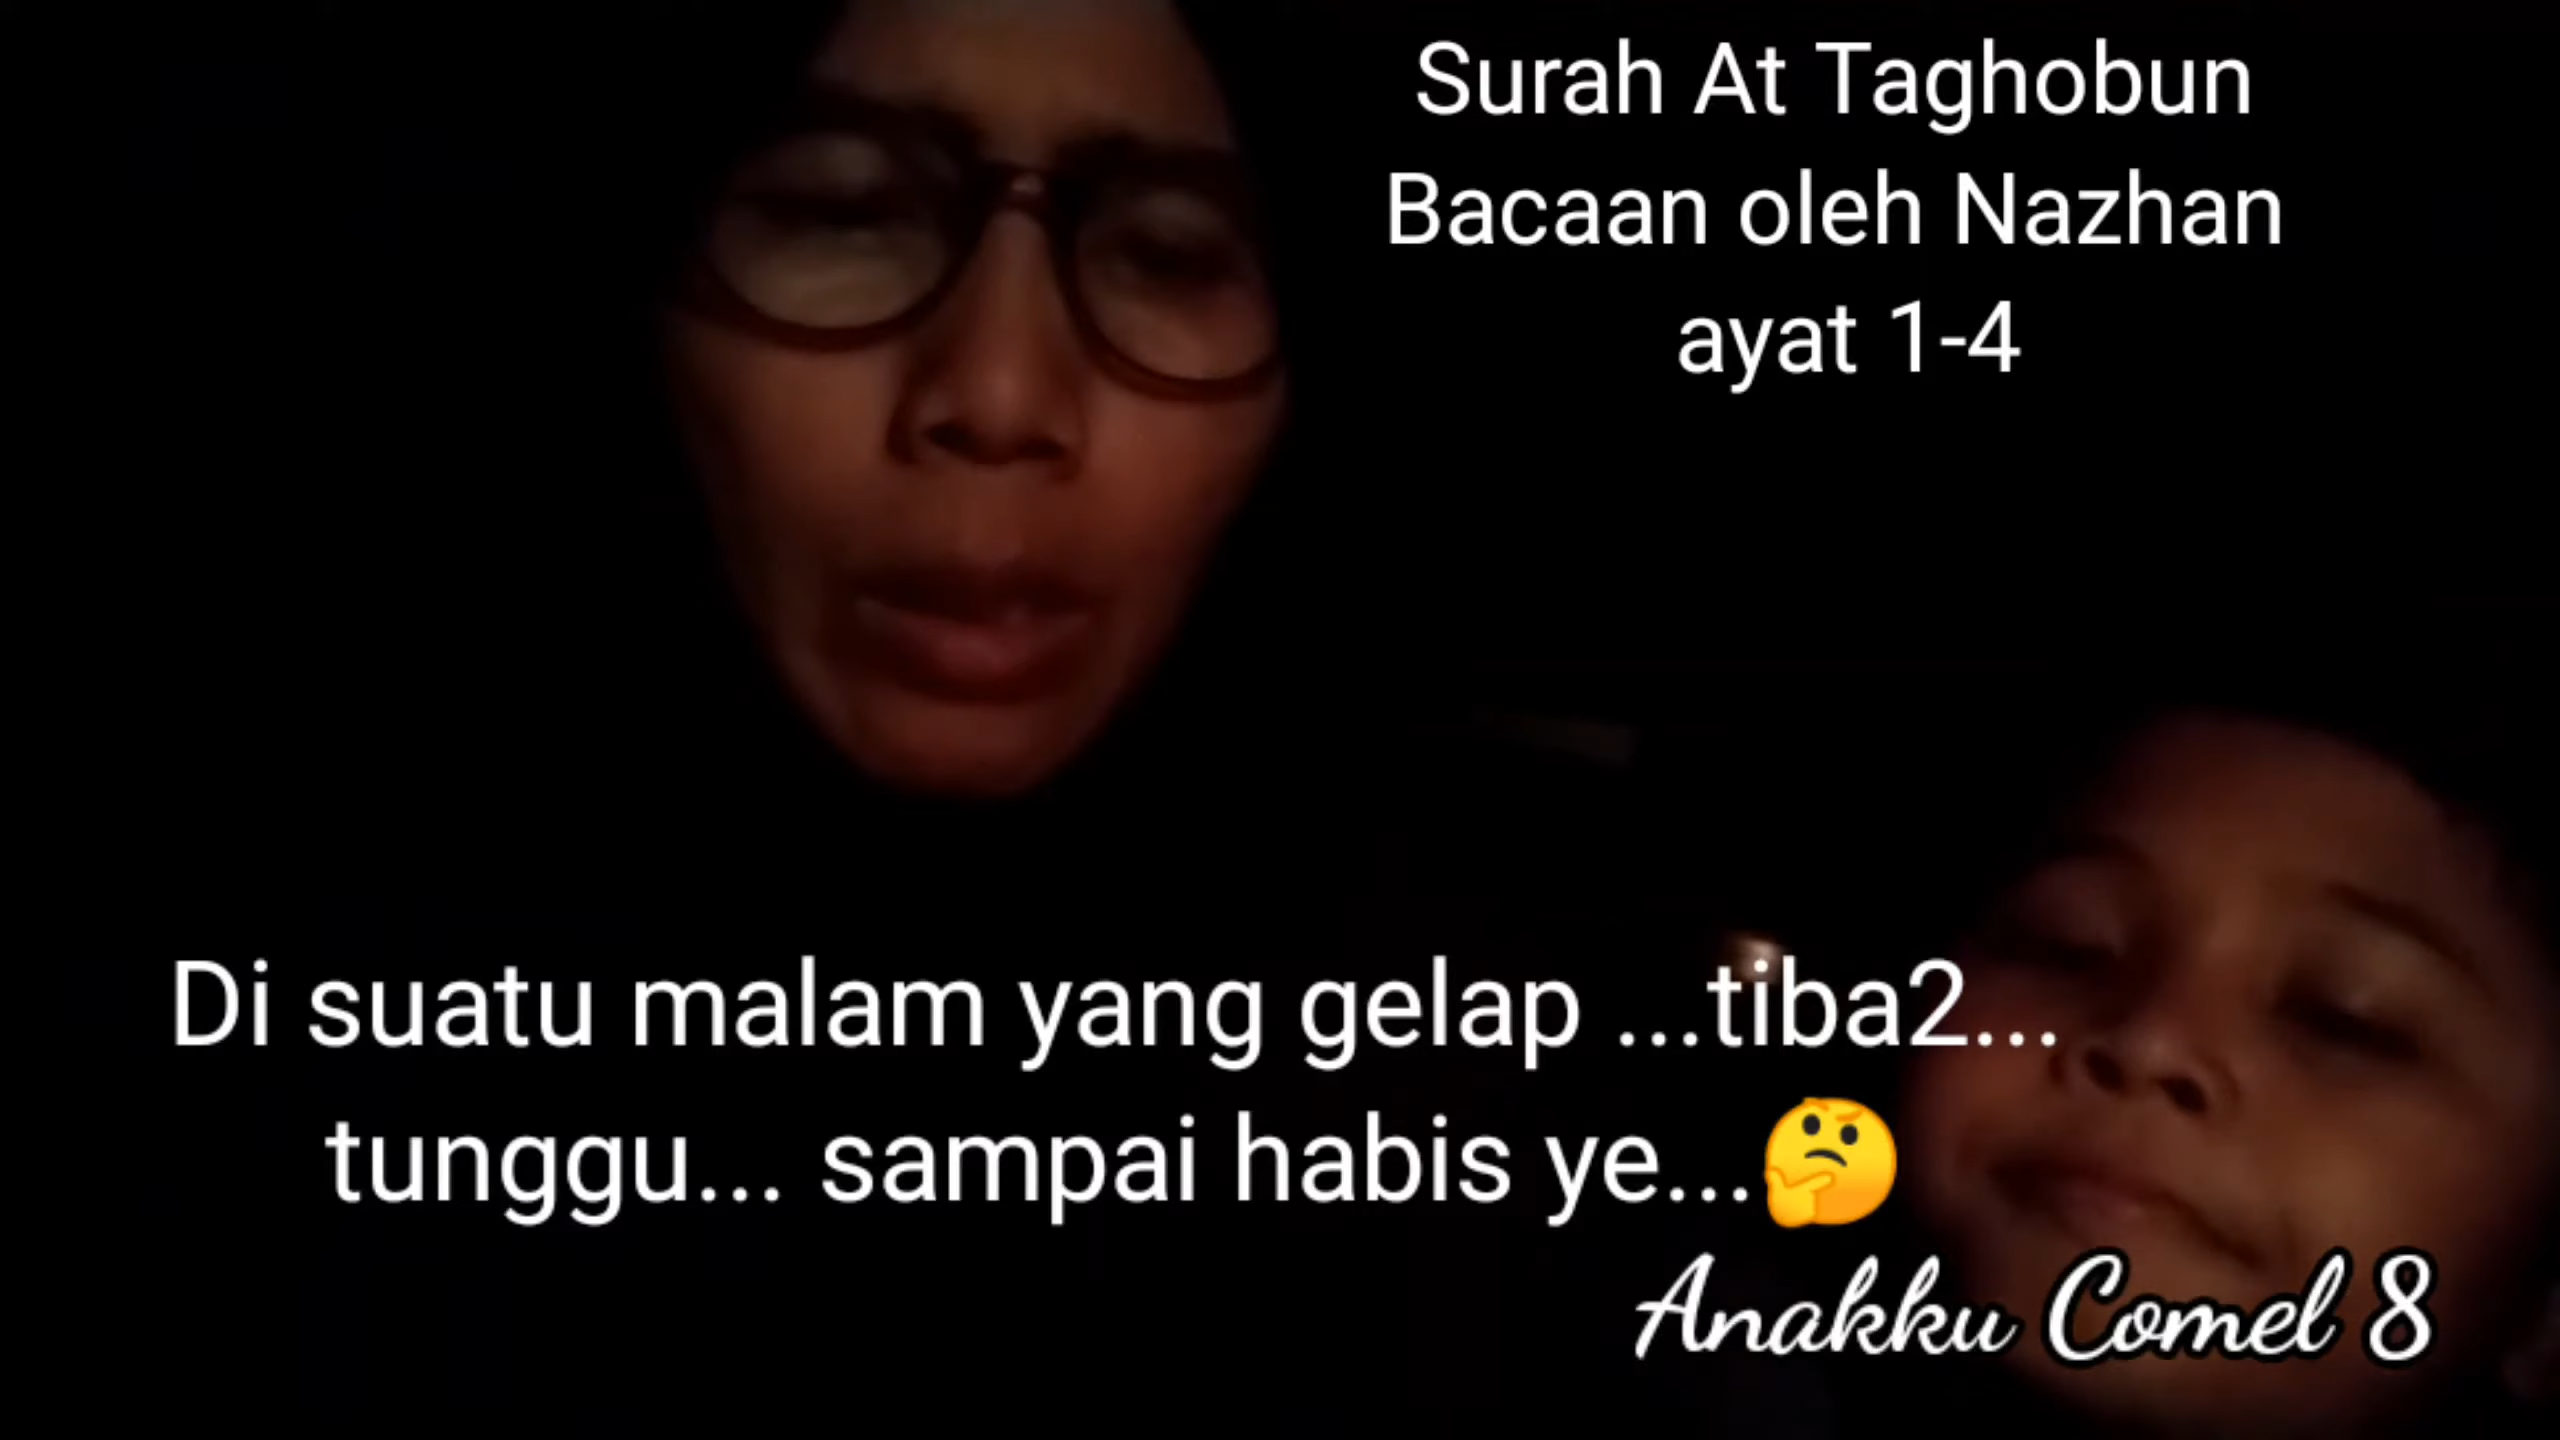 Surah At Taghobun
Bacaan oleh Nazhan
ayat 1-4
Di suatu malam yang gelap ...tiba2...
tunggu... sampai habis ye...🤔
Anakku Comel 8